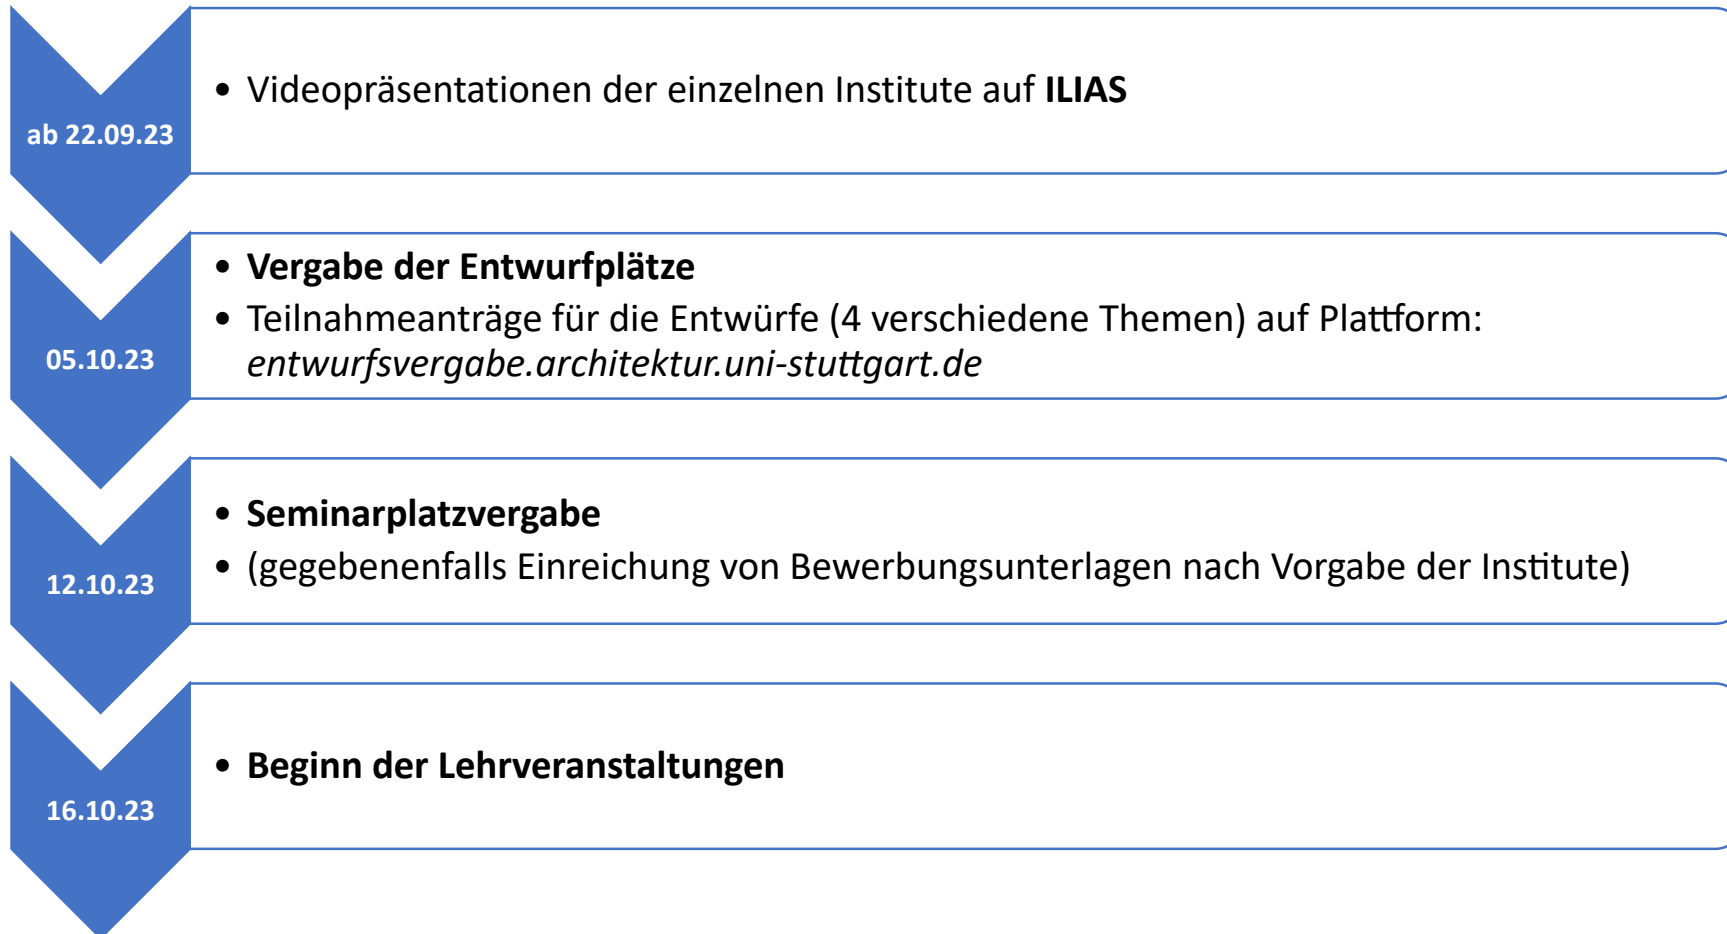 ab 22.09.23
• Videopräsentationen der einzelnen Institute auf ILIAS
05.10.23
• Vergabe der Entwurfplätze
• Teilnahmeanträge für die Entwürfe (4 verschiedene Themen) auf Plattform:
entwurfsvergabe.architektur.uni-stuttgart.de
12.10.23
• Seminarplatzvergabe
• (gegebenenfalls Einreichung von Bewerbungsunterlagen nach Vorgabe der Institute)
16.10.23
• Beginn der Lehrveranstaltungen